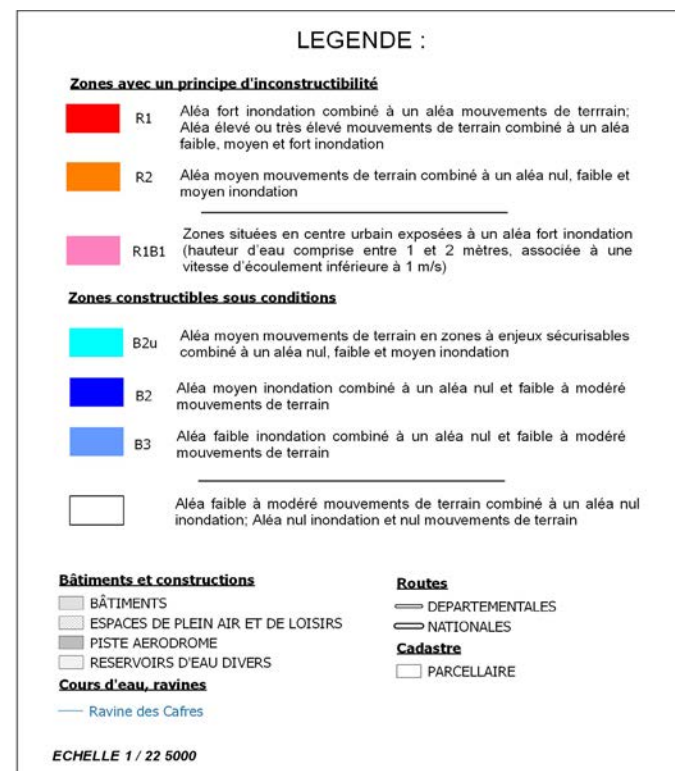 LEGENDE :
Zones avec un principe d'inconstructibilité
R1
Aléa fort inondation combiné à un aléa mouvements de terrrain;
Aléa élevé ou très élevé mouvements de terrain combiné à un aléa
faible, moyen et fort inondation
R2
Aléa moyen mouvements de terrain combiné à un aléa nul, faible et
moyen inondation
R1B1
Zones situées en centre urbain exposées à un aléa fort inondation
(hauteur d'eau comprise entre 1 et 2 mètres, associée à une
vitesse d'écoulement inférieure à 1 m/s)
Zones constructibles sous conditions
B2u
Aléa moyen mouvements de terrain en zones à enjeux sécurisables
combiné à un aléa nul, faible et moyen inondation
B2
Aléa moyen inondation combiné à un aléa nul et faible à modéré
mouvements de terrain
B3
Aléa faible inondation combiné à un aléa nul et faible à modéré
mouvements de terrain
Aléa faible à modéré mouvements de terrain combiné à un aléa nul
inondation; Aléa nul inondation et nul mouvements de terrain
Bâtiments et constructions
BÂTIMENTS
ESPACES DE PLEIN AIR ET DE LOISIRS
PISTE AERODROME
RESERVOIRS D'EAU DIVERS
Cours d'eau, ravines
Ravine des Cafres
Routes
DEPARTEMENTALES
NATIONALES
Cadastre
PARCELLAIRE
ECHELLE 1 / 22 5000